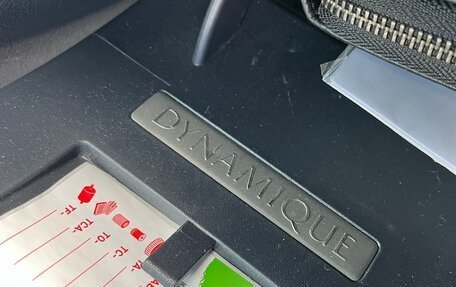 DYNAMIQUE
TF-
TCA-
TO-
TC-
TA-